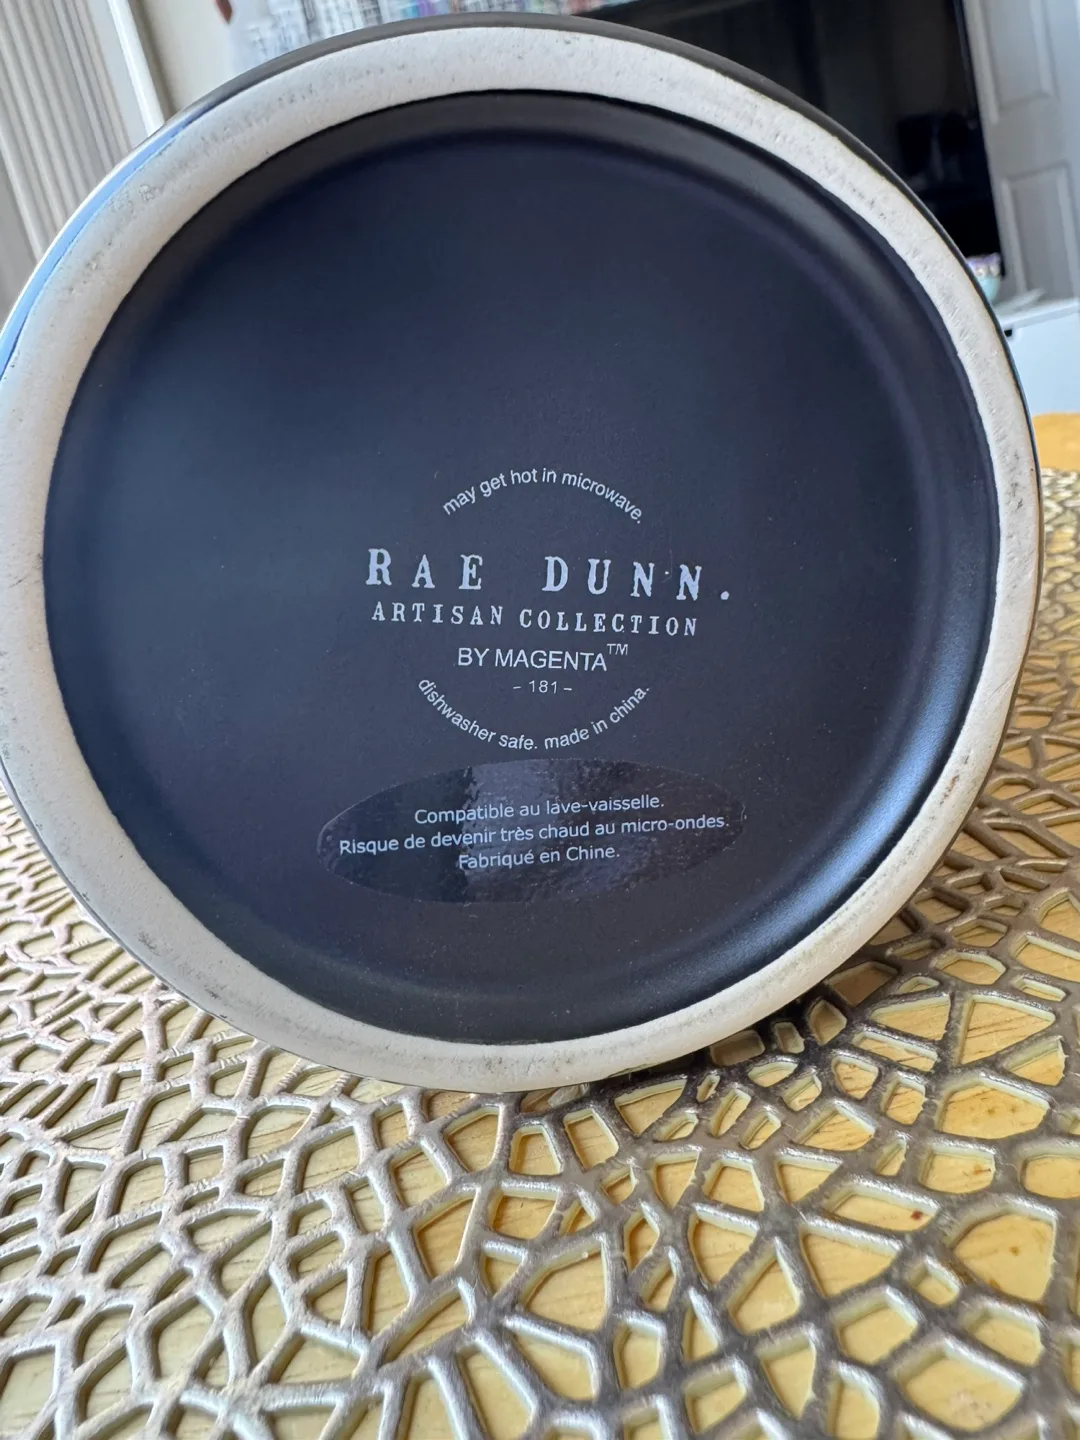 may get hot in microwave.
RAE DUNN.
ARTISAN COLLECTION
BY MAGENTA™
- 181 -
dishwasher safe. made in china.
Compatible au lave-vaisselle.
Risque de devenir très chaud au micro-ondes.
Fabriqué en Chine.